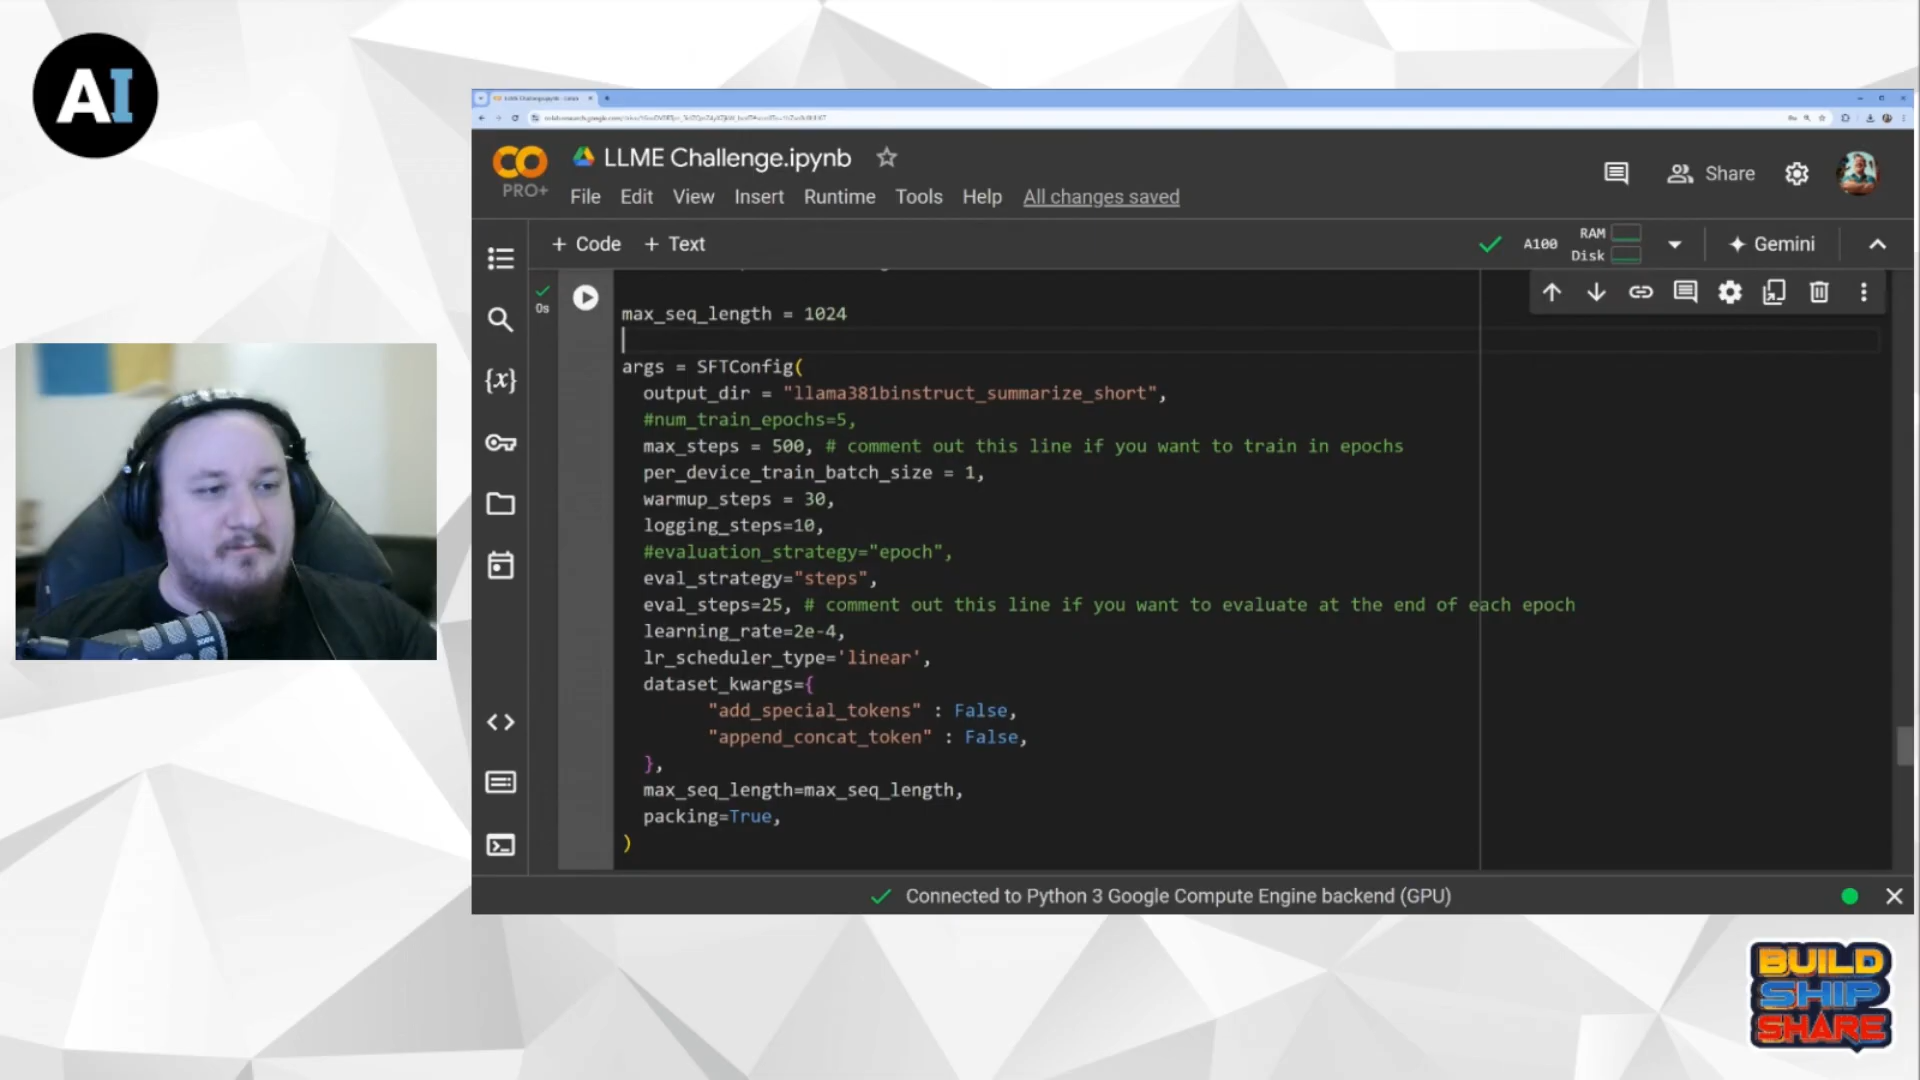 AI
LLME Challenge.ipynb - Colab
CO
PRO+
LLME Challenge.ipynb
Share
File Edit View Insert Runtime Tools Help All changes saved
+ Code + Text
A100
RAM
Disk
Gemini
0s
max_seq_length = 1024
args = SFTConfig(
output_dir = "llama381binstruct_summarize_short",
#num_train_epochs=5,
max_steps = 500, # comment out this line if you want to train in epochs
per_device_train_batch_size = 1,
warmup_steps = 30,
logging_steps=10,
#evaluation_strategy="epoch",
eval_strategy="steps",
eval_steps=25, # comment out this line if you want to evaluate at the end of each epoch
learning_rate=2e-4,
lr_scheduler_type='linear',
dataset_kwargs={
"add_special_tokens" : False,
"append_concat_token" : False,
},
max_seq_length=max_seq_length,
packing=True,
)
{x}
Connected to Python 3 Google Compute Engine backend (GPU)
BUILD
SHIP
SHARE